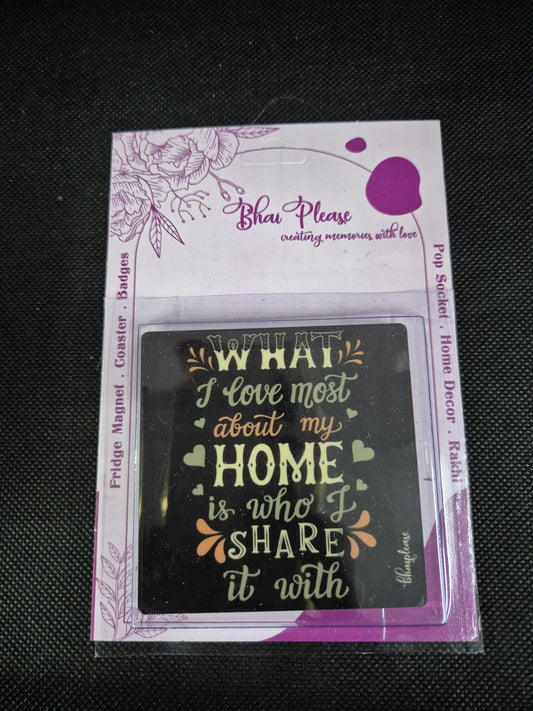 Bhai Please
creating memories with love
Fridge Magnet . Coaster . Badges
Pop Socket . Home Decor . Rakhi
WHAT
I love most
about my
HOME
is who I
SHARE
it with
bhaiplease